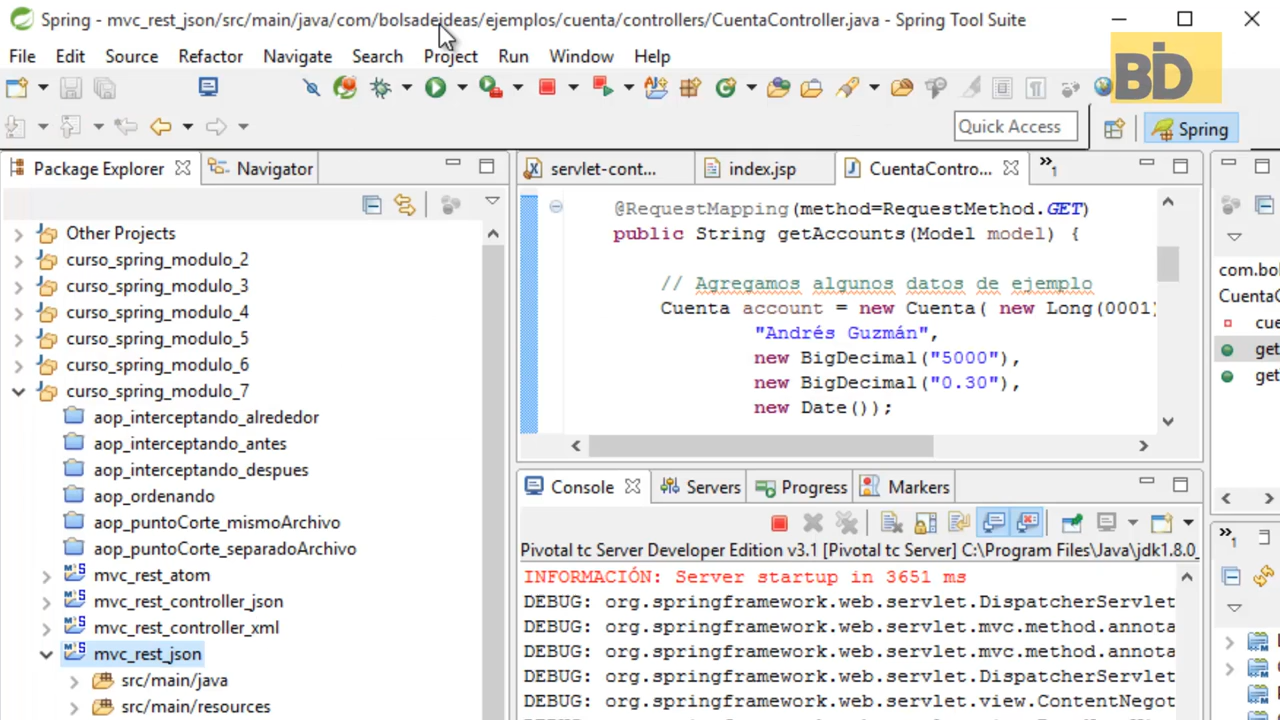 Spring - mvc_rest_json/src/main/java/com/bolsadeideas/ejemplos/cuenta/controllers/CuentaController.java - Spring Tool Suite
File Edit Source Refactor Navigate Search Project Run Window Help
BD
Quick Access
Spring
Package Explorer Navigator
servlet-cont... index.jsp CuentaContro... »1
Other Projects
curso_spring_modulo_2
curso_spring_modulo_3
curso_spring_modulo_4
curso_spring_modulo_5
curso_spring_modulo_6
curso_spring_modulo_7
aop_interceptando_alrededor
aop_interceptando_antes
aop_interceptando_despues
aop_ordenando
aop_puntoCorte_mismoArchivo
aop_puntoCorte_separadoArchivo
mvc_rest_atom
mvc_rest_controller_json
mvc_rest_controller_xml
mvc_rest_json
src/main/java
src/main/resources
@RequestMapping(method=RequestMethod.GET)
public String getAccounts(Model model) {
// Agregamos algunos datos de ejemplo
Cuenta account = new Cuenta( new Long(0001)
"Andrés Guzmán",
new BigDecimal("5000"),
new BigDecimal("0.30"),
new Date());
com.bol
CuentaC
cue
get
get
Console Servers Progress Markers
Pivotal tc Server Developer Edition v3.1 [Pivotal tc Server] C:\Program Files\Java\jdk1.8.0_
INFORMACIÓN: Server startup in 3651 ms
DEBUG: org.springframework.web.servlet.DispatcherServlet
DEBUG: org.springframework.web.servlet.mvc.method.annota
DEBUG: org.springframework.web.servlet.mvc.method.annota
DEBUG: org.springframework.web.servlet.DispatcherServlet
DEBUG: org.springframework.web.servlet.view.ContentNegot
»1